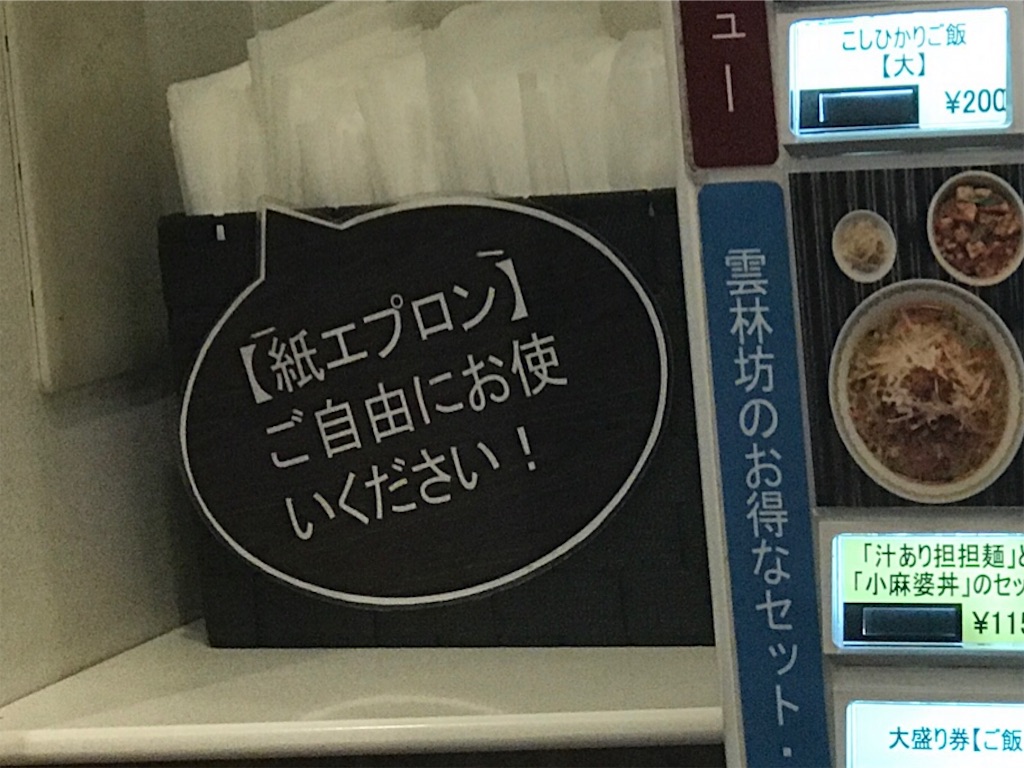 【紙エプロン】
ご自由にお使
いください！
ュー
雲林坊のお得なセット・
こしひかりご飯
【大】
¥200
「汁あり担担麺」と
「小麻婆丼」のセッ
¥115
大盛り券【ご飯